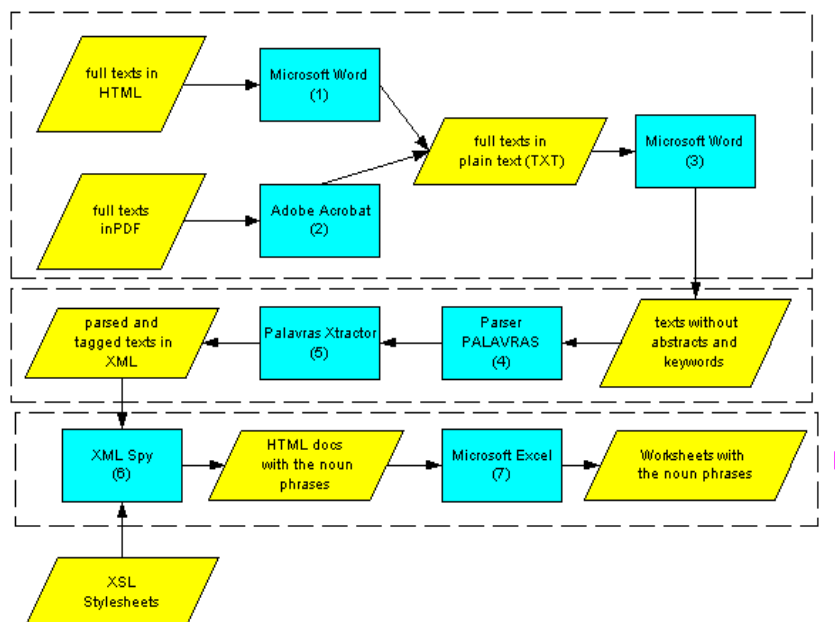 full texts in
HTML
Microsoft Word
(1)
full texts in
plain text (TXT)
Microsoft Word
(3)
full texts
inPDF
Adobe Acrobat
(2)
parsed and
tagged texts in
XML
Palavras Xtractor
(5)
Parser
PALAVRAS
(4)
texts without
abstracts and
keywords
XML Spy
(6)
HTML docs
with the noun
phrases
Microsoft Excel
(7)
Worksheets with
the noun phrases
XSL
Stylesheets